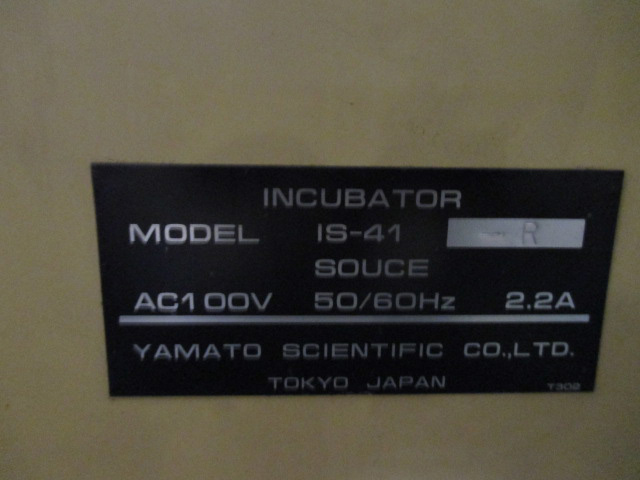 INCUBATOR
MODEL IS-41 -R
SOUCE
AC100V 50/60Hz 2.2A
YAMATO SCIENTIFIC CO.,LTD.
TOKYO JAPAN
T302